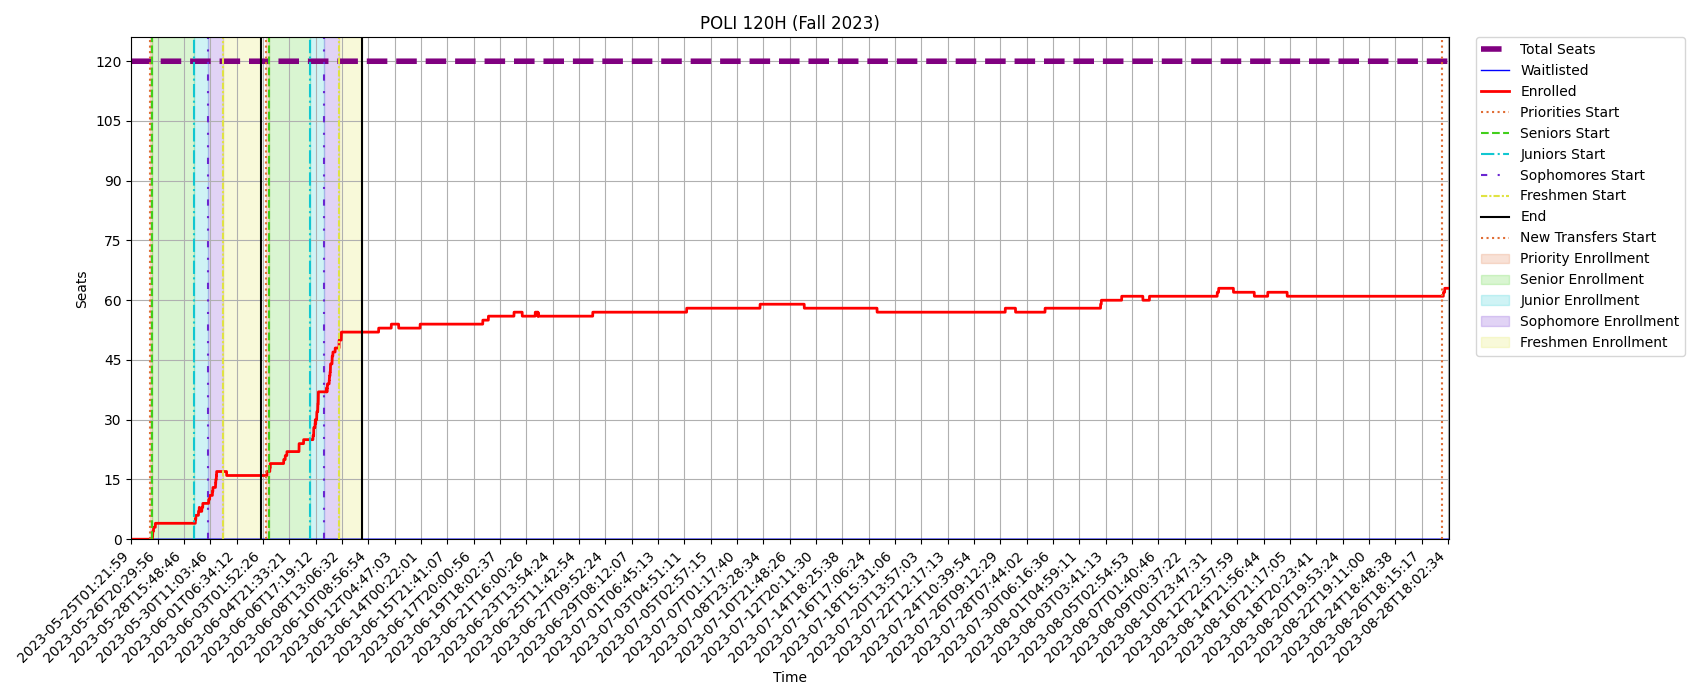 POLI 120H (Fall 2023)
Seats
120
105
90
75
60
45
30
15
0
2023-05-25T01:21:59
2023-05-26T20:29:56
2023-05-28T15:48:46
2023-05-30T11:03:46
2023-06-01T06:34:12
2023-06-03T01:52:26
2023-06-04T21:33:21
2023-06-06T17:19:12
2023-06-08T13:06:32
2023-06-10T08:56:54
2023-06-12T04:47:03
2023-06-14T00:22:01
2023-06-15T21:41:07
2023-06-17T20:00:56
2023-06-19T18:02:37
2023-06-21T16:00:26
2023-06-23T13:54:24
2023-06-25T11:42:54
2023-06-27T09:52:24
2023-06-29T08:12:07
2023-07-01T06:45:13
2023-07-03T04:51:11
2023-07-05T02:57:15
2023-07-07T01:17:40
2023-07-08T23:28:34
2023-07-10T21:48:26
2023-07-12T20:11:30
2023-07-14T18:25:38
2023-07-16T17:06:24
2023-07-18T15:31:06
2023-07-20T13:57:03
2023-07-22T12:17:13
2023-07-24T10:39:54
2023-07-26T09:12:29
2023-07-28T07:44:02
2023-07-30T06:16:36
2023-08-01T04:59:11
2023-08-03T03:41:13
2023-08-05T02:54:53
2023-08-07T01:40:46
2023-08-09T00:37:22
2023-08-10T23:47:31
2023-08-12T22:57:59
2023-08-14T21:56:44
2023-08-16T21:17:05
2023-08-18T20:23:41
2023-08-20T19:53:24
2023-08-22T19:11:00
2023-08-24T18:48:38
2023-08-26T18:15:17
2023-08-28T18:02:34
Time
Total Seats
Waitlisted
Enrolled
Priorities Start
Seniors Start
Juniors Start
Sophomores Start
Freshmen Start
End
New Transfers Start
Priority Enrollment
Senior Enrollment
Junior Enrollment
Sophomore Enrollment
Freshmen Enrollment